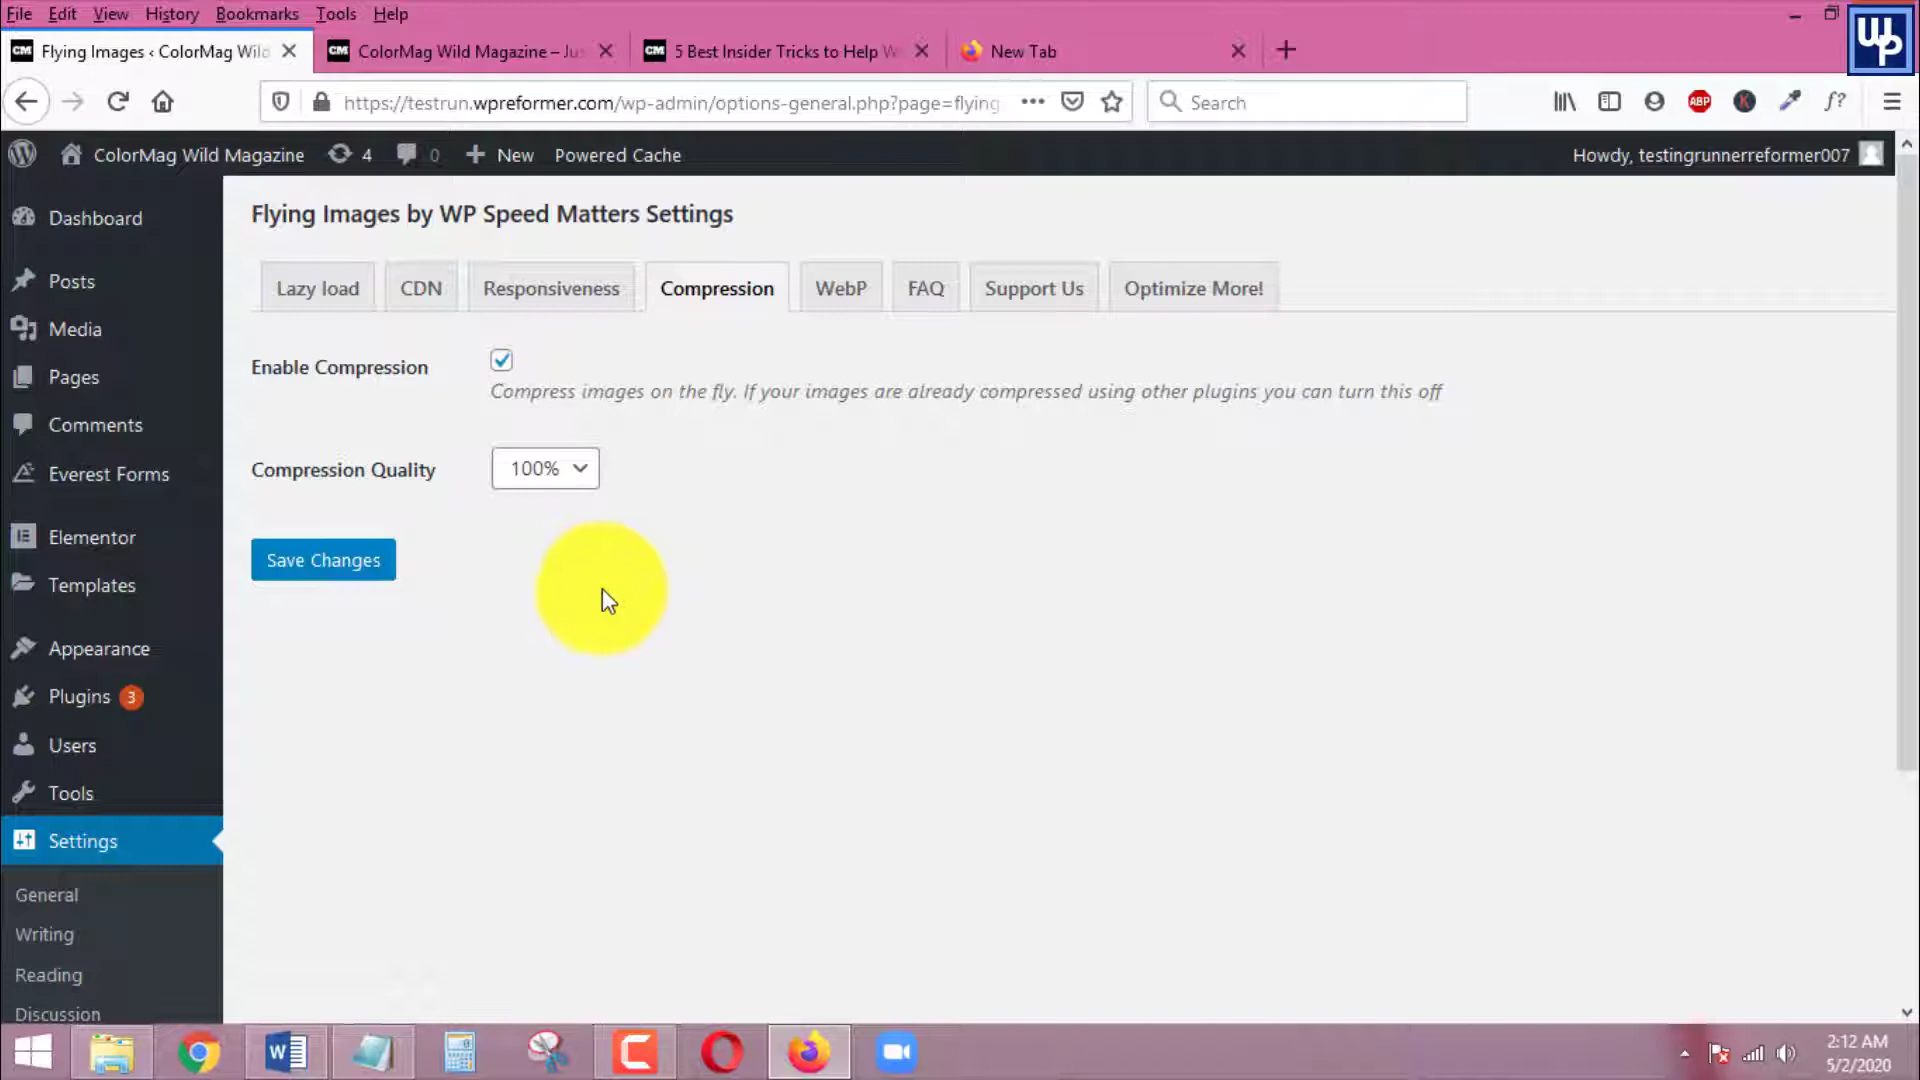 File Edit View History Bookmarks Tools Help
Flying Images ‹ ColorMag Wild
ColorMag Wild Magazine – Jus
5 Best Insider Tricks to Help W
New Tab
https://testrun.wpreformer.com/wp-admin/options-general.php?page=flying
Search
ABP
K
f?
ColorMag Wild Magazine 4 0 New Powered Cache
Howdy, testingrunnerreformer007
Dashboard
Posts
Media
Pages
Comments
Everest Forms
Elementor
Templates
Appearance
Plugins 3
Users
Tools
Settings
General
Writing
Reading
Discussion
Flying Images by WP Speed Matters Settings
Lazy load CDN Responsiveness Compression WebP FAQ Support Us Optimize More!
Enable Compression
Compress images on the fly. If your images are already compressed using other plugins you can turn this off
Compression Quality 100%
Save Changes
2:12 AM
5/2/2020